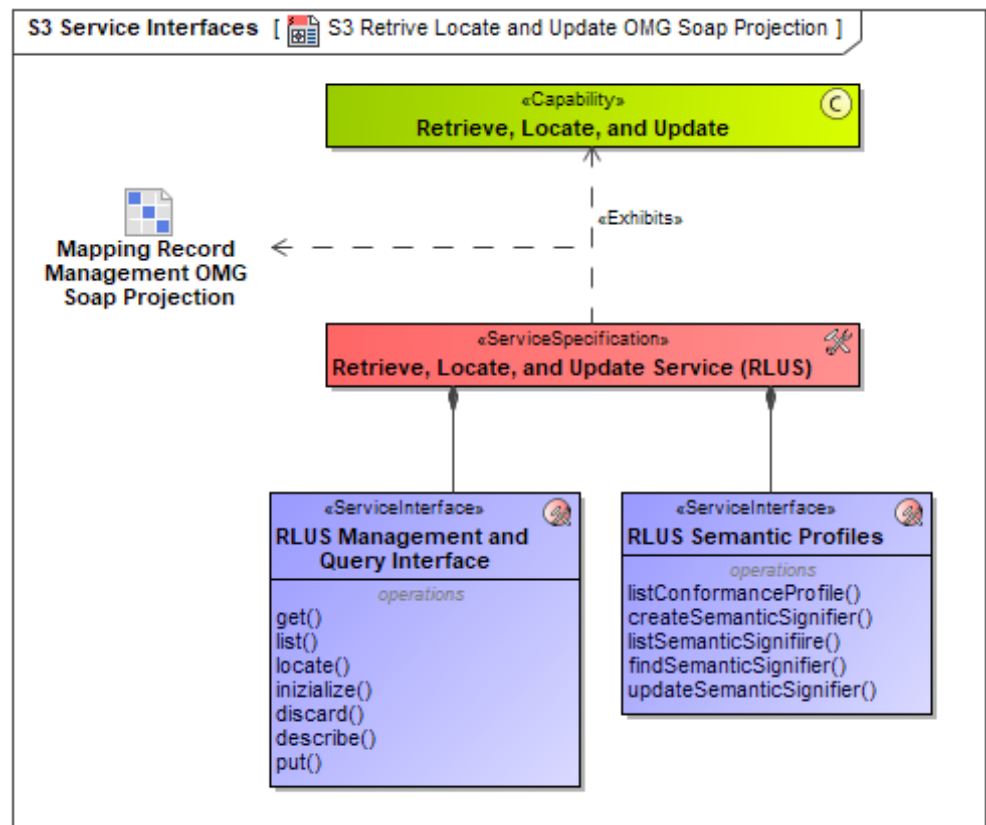 S3 Service Interfaces [ S3 Retrive Locate and Update OMG Soap Projection ]
«Capability»
C
Retrieve, Locate, and Update
«Exhibits»
Mapping Record
Management OMG
Soap Projection
«ServiceSpecification»
Retrieve, Locate, and Update Service (RLUS)
«ServiceInterface»
RLUS Management and
Query Interface
operations
get()
list()
locate()
inizialize()
discard()
describe()
put()
«ServiceInterface»
RLUS Semantic Profiles
operations
listConformanceProfile()
createSemanticSignifier()
listSemanticSignifiire()
findSemanticSignifier()
updateSemanticSignifier()